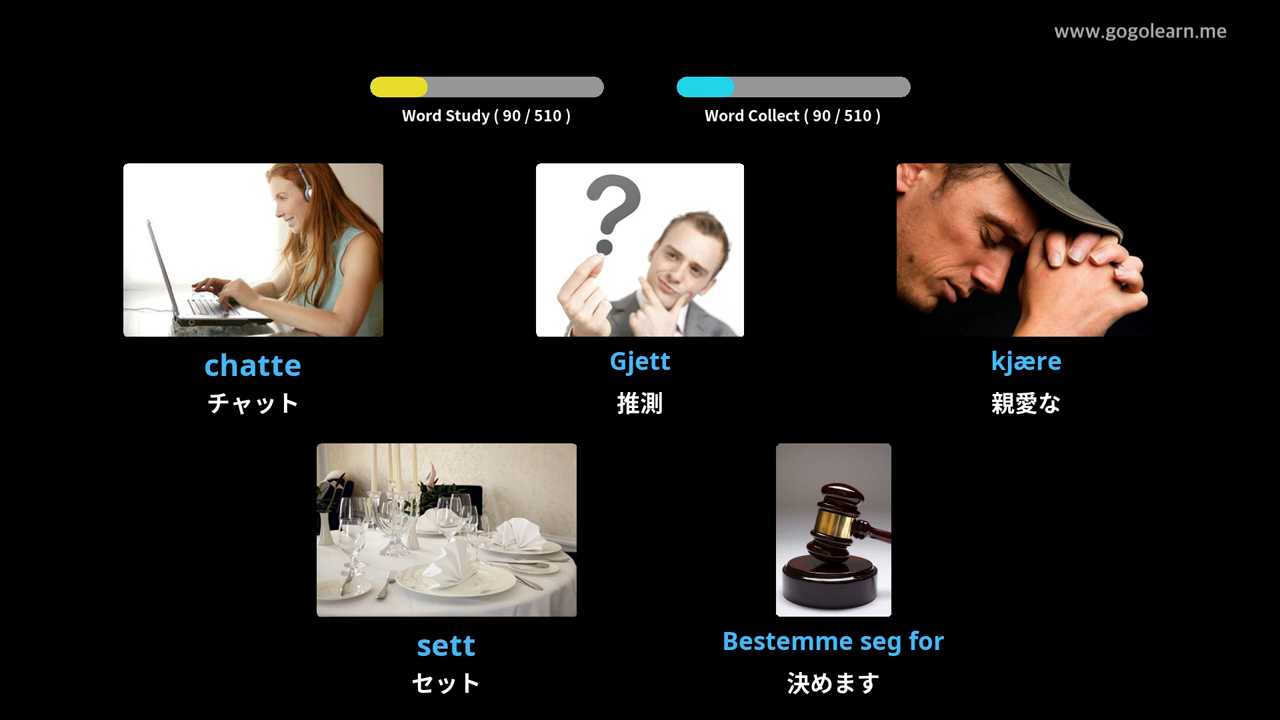 www.gogolearn.me
Word Study ( 90 / 510 )
Word Collect ( 90 / 510 )
chatte
チャット
Gjett
推測
kjære
親愛な
sett
セット
Bestemme seg for
決めます